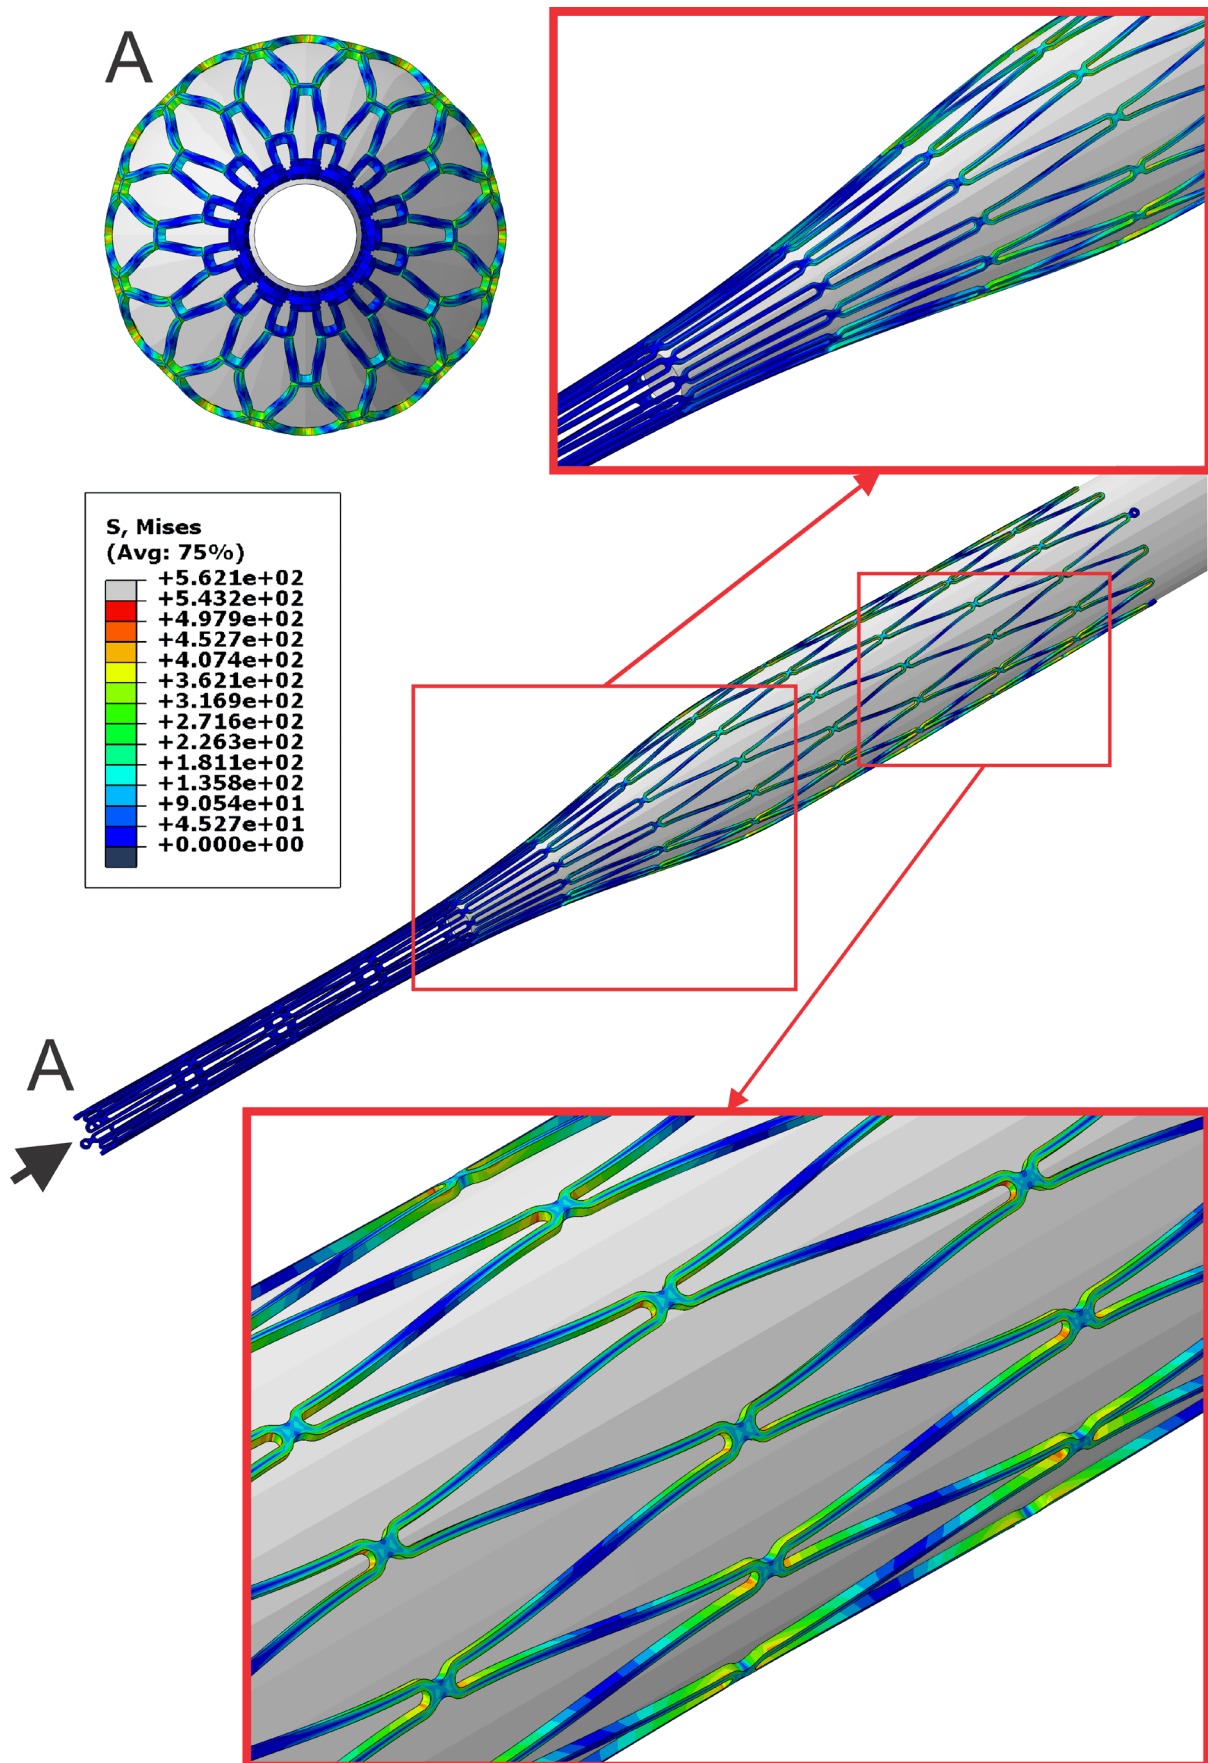 A
S, Mises
(Avg: 75%)
+5.621e+02
+5.432e+02
+4.979e+02
+4.527e+02
+4.074e+02
+3.621e+02
+3.169e+02
+2.716e+02
+2.263e+02
+1.811e+02
+1.358e+02
+9.054e+01
+4.527e+01
+0.000e+00
A